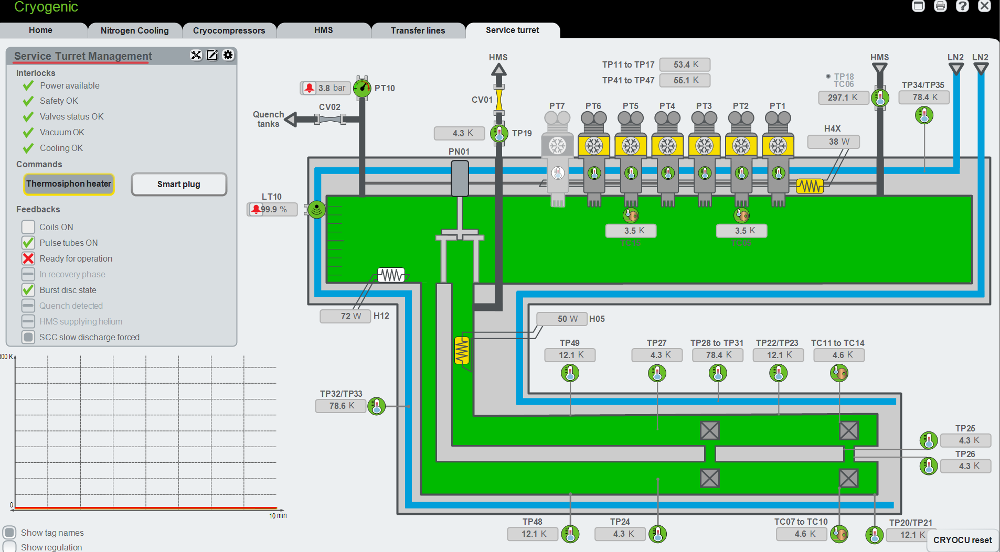 Cryogenic
Home
Nitrogen Cooling
Cryocompressors
HMS
Transfer lines
Service turret
Service Turret Management
Interlocks
Power available
Safety OK
Valves status OK
Vacuum OK
Cooling OK
Commands
Thermosiphon heater
Smart plug
Feedbacks
Coils ON
Pulse tubes ON
Ready for operation
In recovery phase
Burst disc state
Quench detected
HMS supplying helium
SCC slow discharge forced
0
10 min
Show tag names
Show regulation
3.8 bar
PT10
CV02
Quench
tanks
HMS
CV01
4.3 K
TP19
PN01
TP11 to TP17
53.4 K
TP41 to TP47
55.1 K
PT7
PT6
PT5
PT4
PT3
PT2
PT1
HMS
TP18
TC06
297.1 K
H4X
38 W
LN2
LN2
TP34/TP35
78.4 K
LT10
99.9 %
3.5 K
TC15
3.5 K
TC05
72 W
H12
50 W
H05
TP49
12.1 K
TP27
4.3 K
TP28 to TP31
78.4 K
TP22/TP23
12.1 K
TC11 to TC14
4.6 K
TP32/TP33
78.6 K
TP25
4.3 K
TP26
4.3 K
TP48
12.1 K
TP24
4.3 K
TC07 to TC10
4.6 K
TP20/TP21
12.1 K
CRYOCU reset